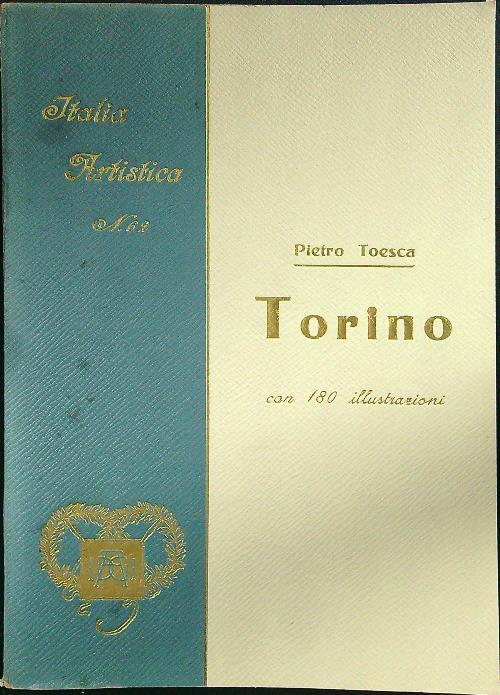 Italia
Artistica
N. 62
Pietro Toesca
Torino
con 180 illustrazioni